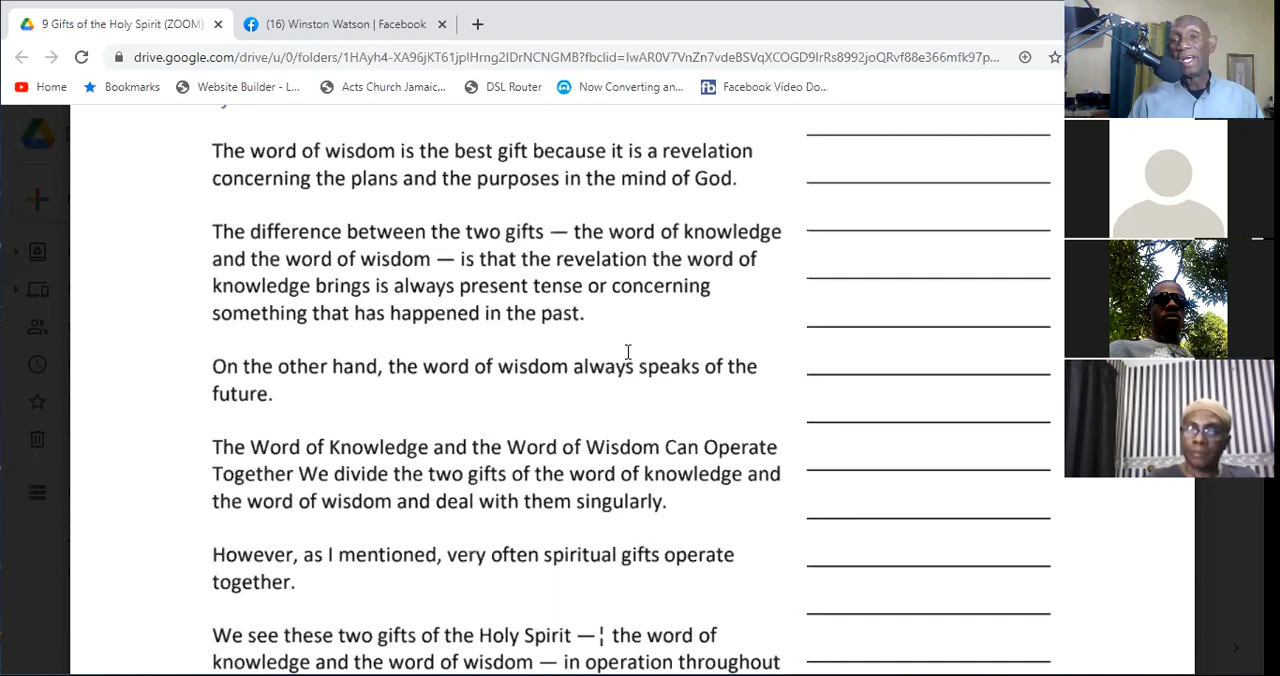 9 Gifts of the Holy Spirit (ZOOM)
(16) Winston Watson | Facebook
drive.google.com/drive/u/0/folders/1HAyh4-XA96jKT61jplHrng2IDrNCNGMB?fbclid=IwAR0V7VnZn7vdeBSVqXCOGD9IrRs8992joQRvf88e366mfk97p...
Home
Bookmarks
Website Builder - L...
Acts Church Jamaic...
DSL Router
Now Converting an...
Facebook Video Do...
The word of wisdom is the best gift because it is a revelation
concerning the plans and the purposes in the mind of God.
The difference between the two gifts — the word of knowledge
and the word of wisdom — is that the revelation the word of
knowledge brings is always present tense or concerning
something that has happened in the past.
On the other hand, the word of wisdom always speaks of the
future.
The Word of Knowledge and the Word of Wisdom Can Operate
Together We divide the two gifts of the word of knowledge and
the word of wisdom and deal with them singularly.
However, as I mentioned, very often spiritual gifts operate
together.
We see these two gifts of the Holy Spirit —¦ the word of
knowledge and the word of wisdom — in operation throughout